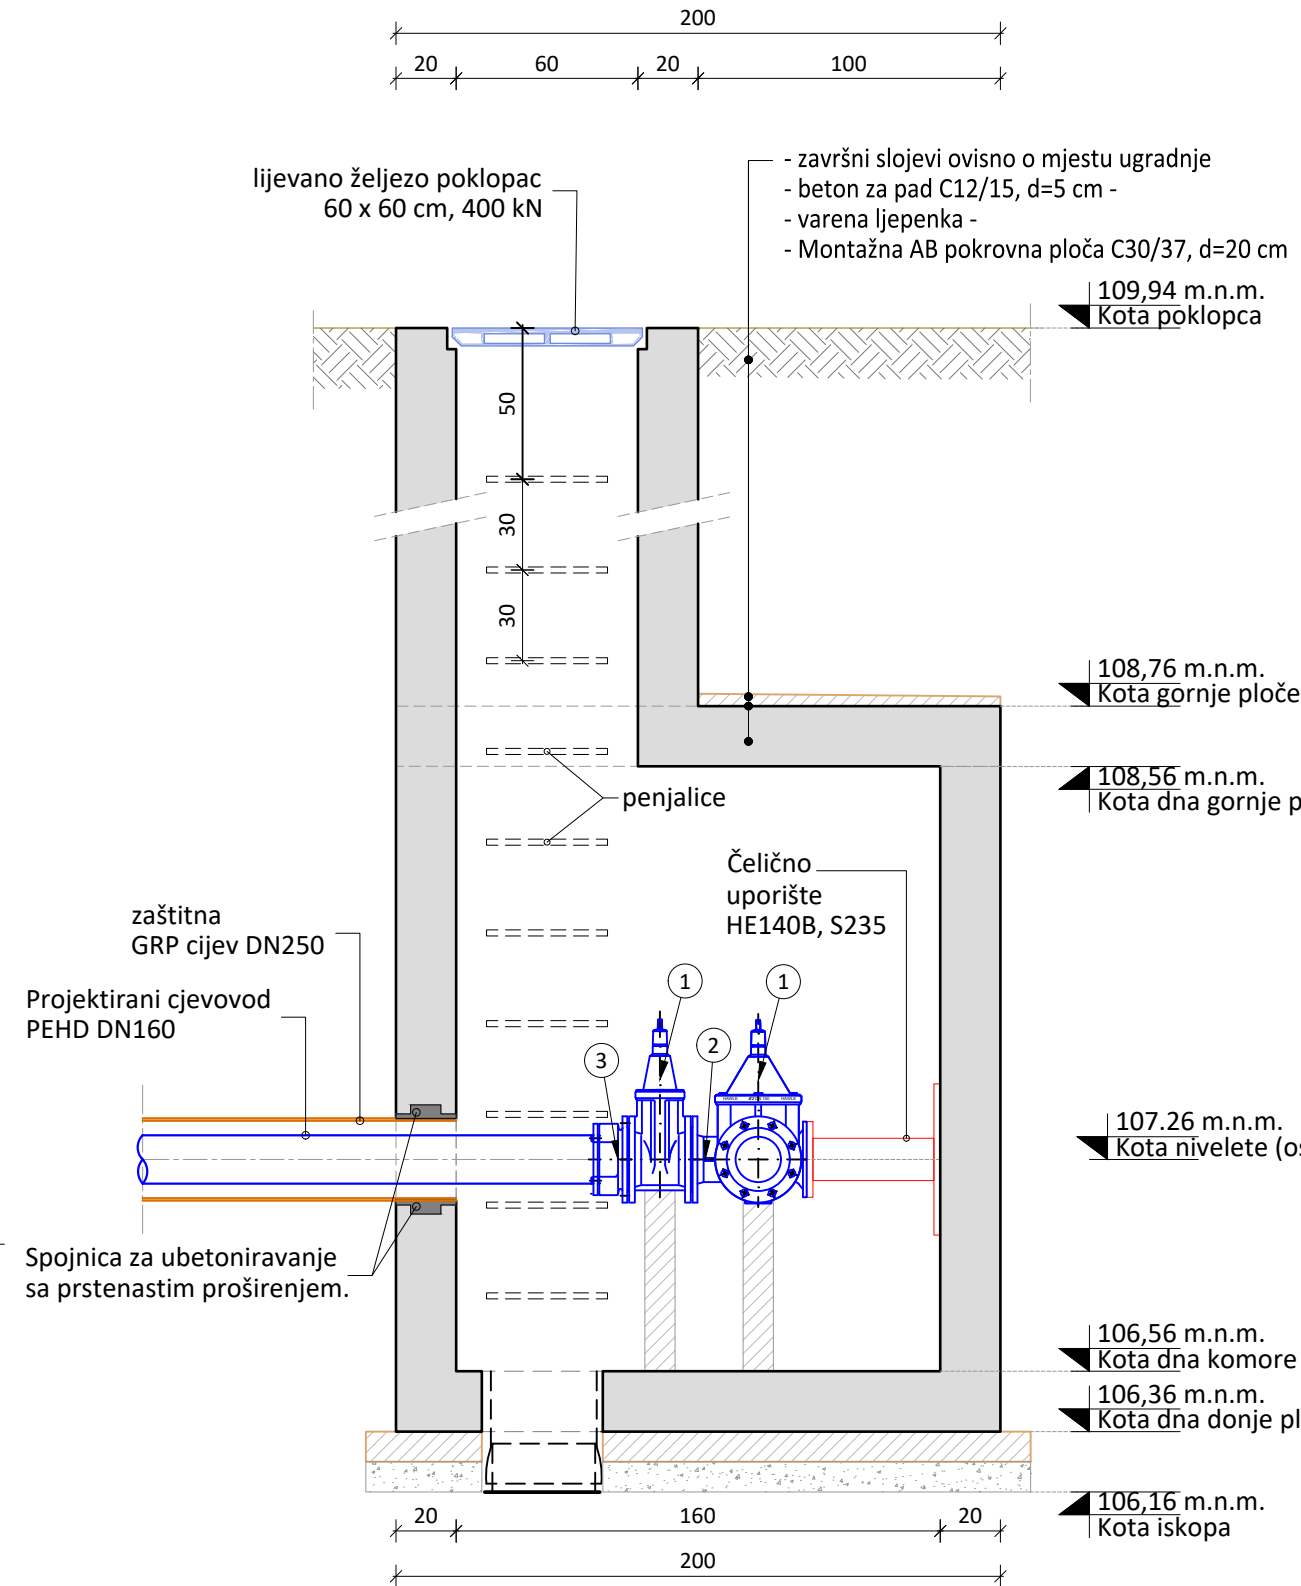 200
20 60 20 100
- završni slojevi ovisno o mjestu ugradnje
- beton za pad C12/15, d=5 cm -
- varena ljepenka -
- Montažna AB pokrovna ploča C30/37, d=20 cm
lijevano željezo poklopac
60 x 60 cm, 400 kN
109,94 m.n.m.
Kota poklopca
50
30
30
108,76 m.n.m.
Kota gornje ploče
108,56 m.n.m.
Kota dna gornje p
penjalice
Čelično
uporište
HE140B, S235
zaštitna
GRP cijev DN250
Projektirani cjevovod
PEHD DN160
1
1
2
3
107.26 m.n.m.
Kota nivelete (os
Spojnica za ubetoniravanje
sa prstenastim proširenjem.
106,56 m.n.m.
Kota dna komore
106,36 m.n.m.
Kota dna donje pl
106,16 m.n.m.
Kota iskopa
20 160 20
200